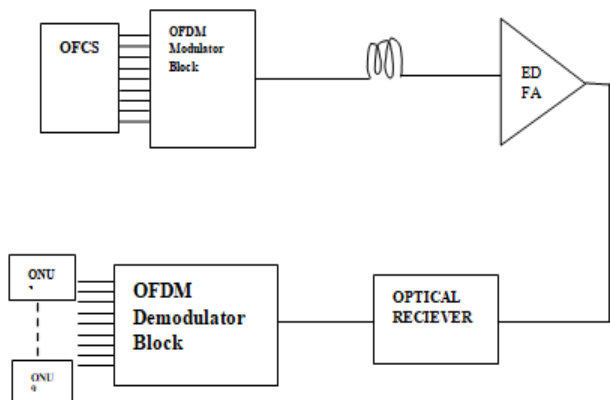 OFCS
OFDM
Modulator
Block
ED
FA
ONU
OFDM
Demodulator
Block
OPTICAL
RECIEVER
ONU